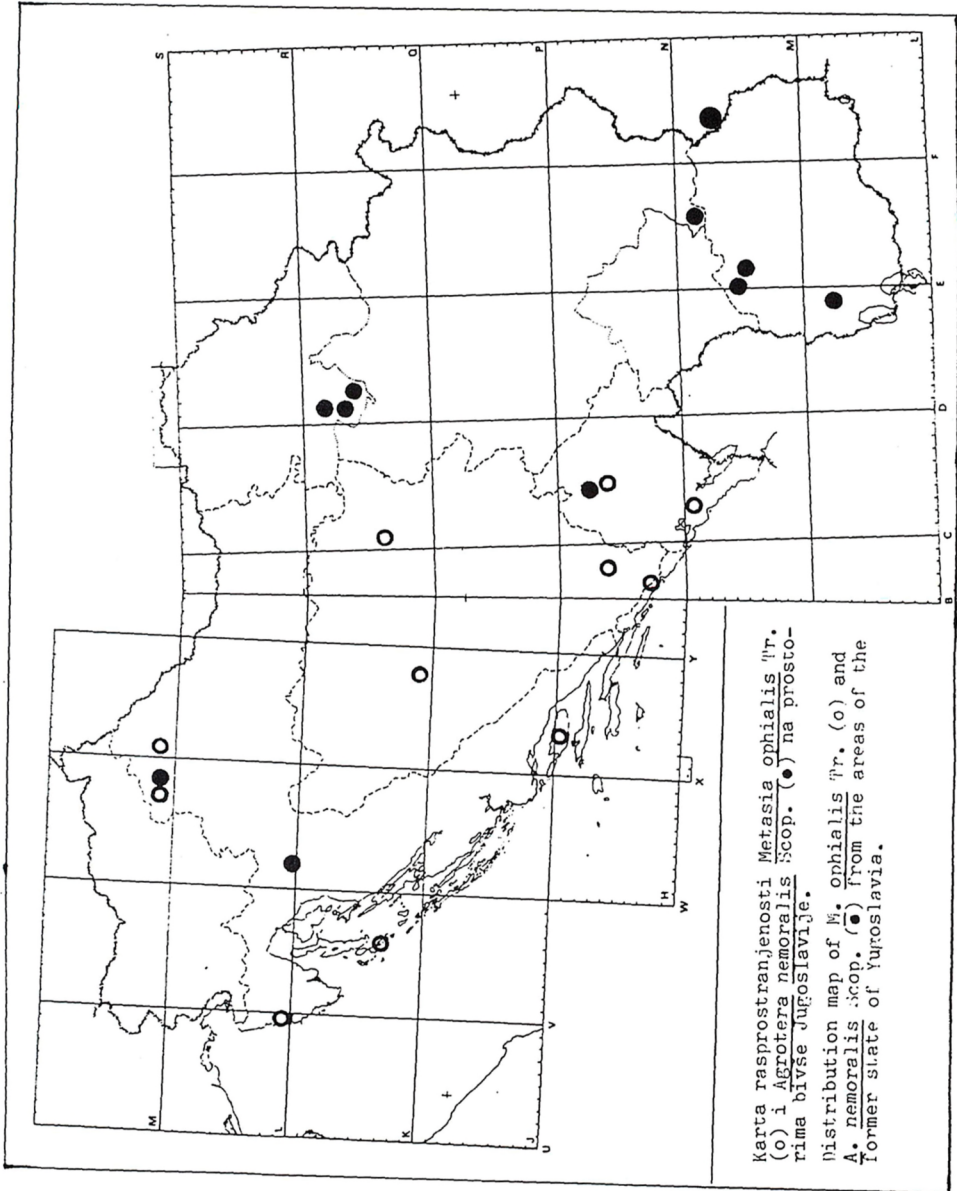 S
R
Q
P
N
M
L
F
E
D
C
B
Y
X
H
W
M
L
K
J
U
V
Karta rasprostranjenosti Metasia ophialis Tr.
(o) i Agrotera nemoralis Scop. (●) na prosto-
rima bivše Jugoslavije.
Distribution map of M. ophialis Tr. (o) and
A. nemoralis Scop. (●) from the areas of the
former state of Yugoslavia.